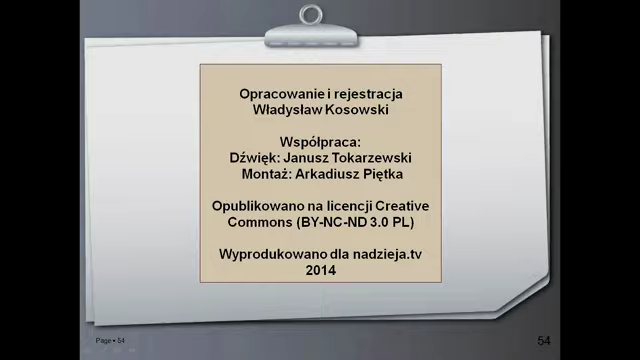 Opracowanie i rejestracja
Władysław Kosowski
Współpraca:
Dźwięk: Janusz Tokarzewski
Montaż: Arkadiusz Piętka
Opublikowano na licencji Creative
Commons (BY-NC-ND 3.0 PL)
Wyprodukowano dla nadzieja.tv
2014
Page ▪ 54
54